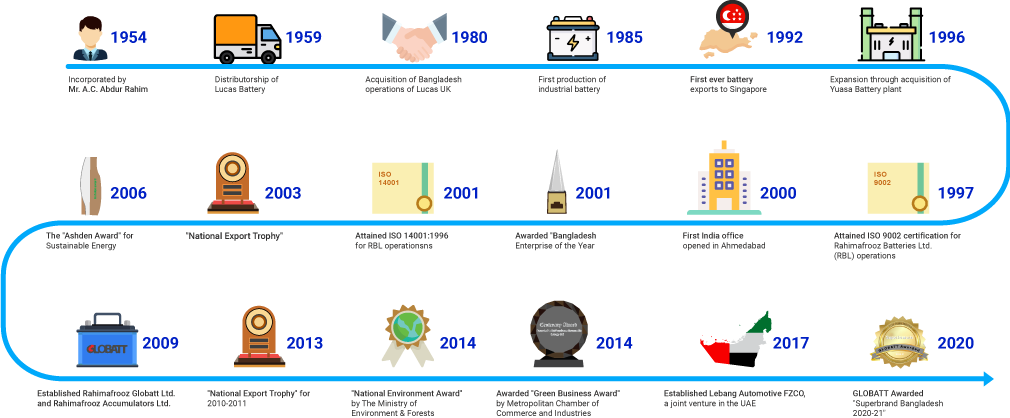 1954
1959
1980
1985
1992
1996
Incorporated by
Mr. A.C. Abdur Rahim
Distributorship of
Lucas Battery
Acquisition of Bangladesh
operations of Lucas UK
First production of
industrial battery
First ever battery
exports to Singapore
Expansion through acquisition of
Yuasa Battery plant
2006
2003
ISO
14001
2001
2001
2000
ISO
9002
1997
The "Ashden Award" for
Sustainable Energy
"National Export Trophy"
Attained ISO 14001:1996
for RBL operationsns
Awarded "Bangladesh
Enterprise of the Year
First India office
opened in Ahmedabad
Attained ISO 9002 certification for
Rahimafrooz Batteries Ltd.
(RBL) operations
GLOBATT
2009
2013
2014
2014
2017
2020
Established Rahimafrooz Globatt Ltd.
and Rahimafrooz Accumulators Ltd.
"National Export Trophy" for
2010-2011
"National Environment Award"
by The Ministry of
Environment & Forests
Awarded "Green Business Award"
by Metropolitan Chamber of
Commerce and Industries
Established Lebang Automotive FZCO,
a joint venture in the UAE
GLOBATT Awarded
"Superbrand Bangladesh
2020-21"